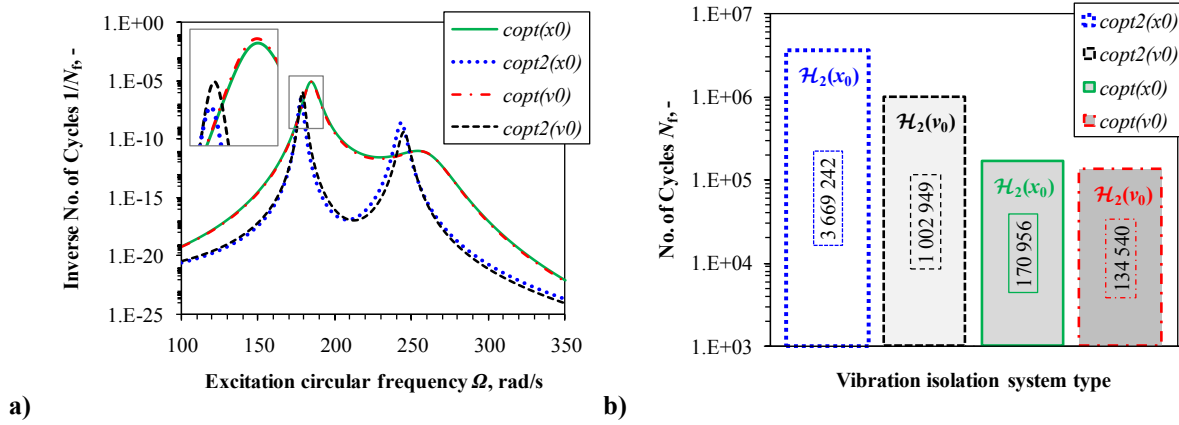 1.E+00
1.E-05
1.E-10
1.E-15
1.E-20
1.E-25
Inverse No. of Cycles 1/Nf, -
100 150 200 250 300 350
Excitation circular frequency Ω, rad/s
copt(x0)
copt2(x0)
copt(v0)
copt2(v0)
a)
1.E+07
1.E+06
1.E+05
1.E+04
1.E+03
No. of Cycles Nf, -
ℋ2(x0)
3 669 242
ℋ2(v0)
1 002 949
ℋ2(x0)
170 956
ℋ2(v0)
134 540
copt2(x0)
copt2(v0)
copt(x0)
copt(v0)
Vibration isolation system type
b)